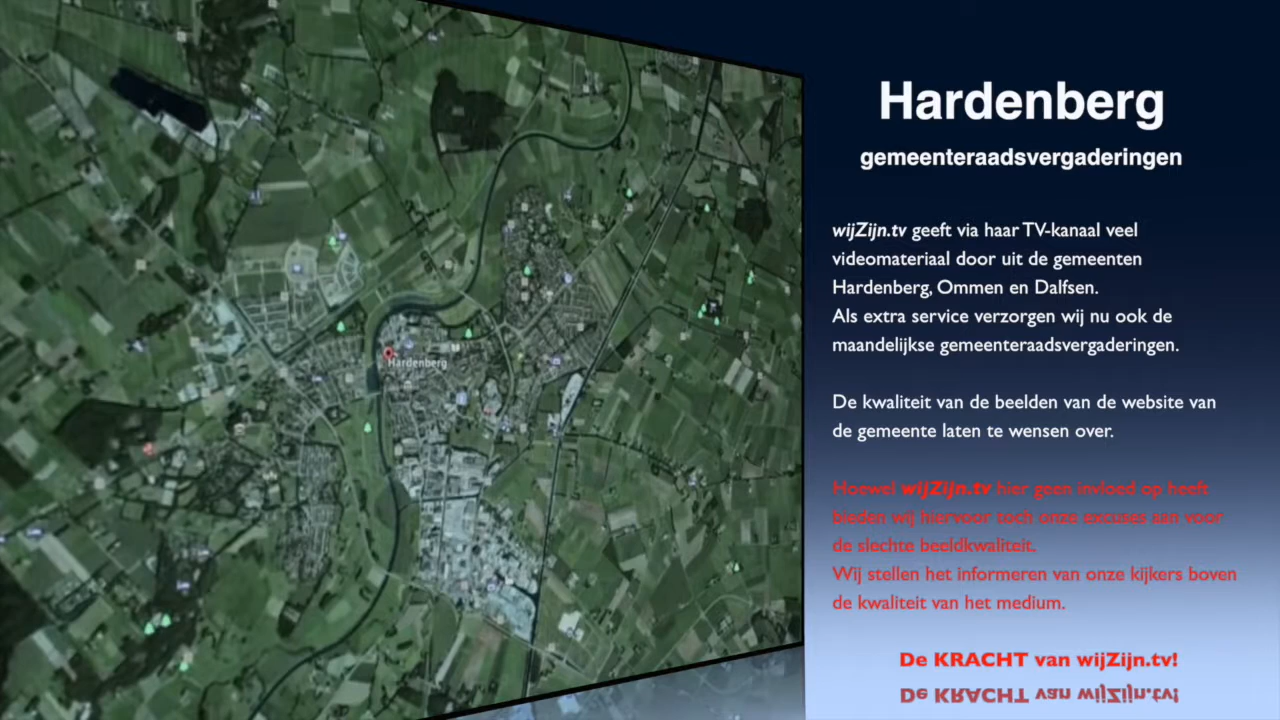 Hardenberg
gemeenteraadsvergaderingen
wijZijn.tv geeft via haar TV-kanaal veel
videomateriaal door uit de gemeenten
Hardenberg, Ommen en Dalfsen.
Als extra service verzorgen wij nu ook de
maandelijkse gemeenteraadsvergaderingen.
De kwaliteit van de beelden van de website van
de gemeente laten te wensen over.
Hoewel wijZijn.tv hier geen invloed op heeft
bieden wij hiervoor toch onze excuses aan voor
de slechte beeldkwaliteit.
Wij stellen het informeren van onze kijkers boven
de kwaliteit van het medium.
De KRACHT van wijZijn.tv!
Hardenberg